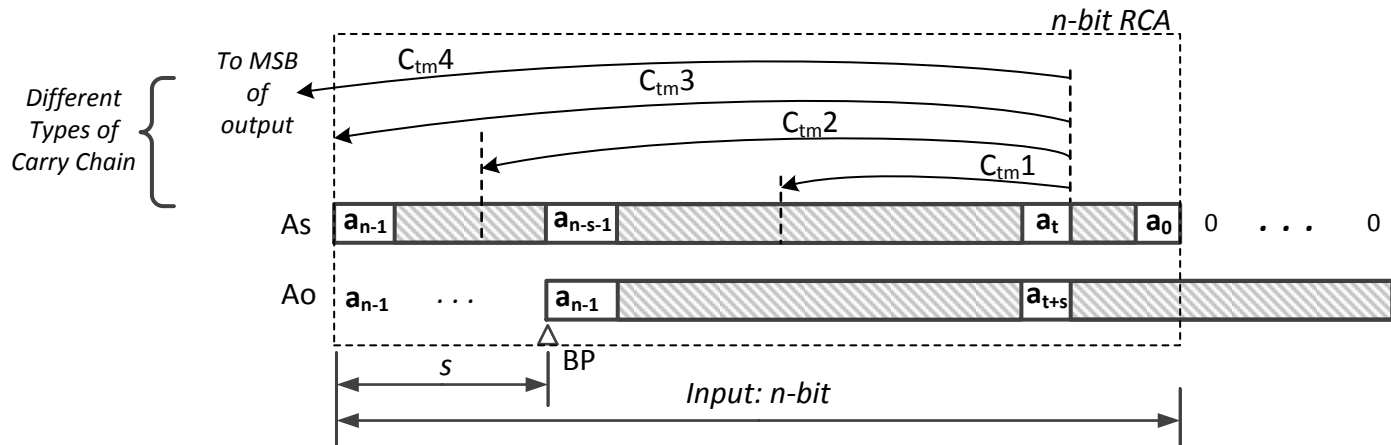 n-bit RCA
To MSB
of
output
Different
Types of
Carry Chain
Ctm4
Ctm3
Ctm2
Ctm1
As an-1 an-s-1 at a0 0 . . . 0
Ao an-1 . . . an-1 at+s
BP
s
Input: n-bit